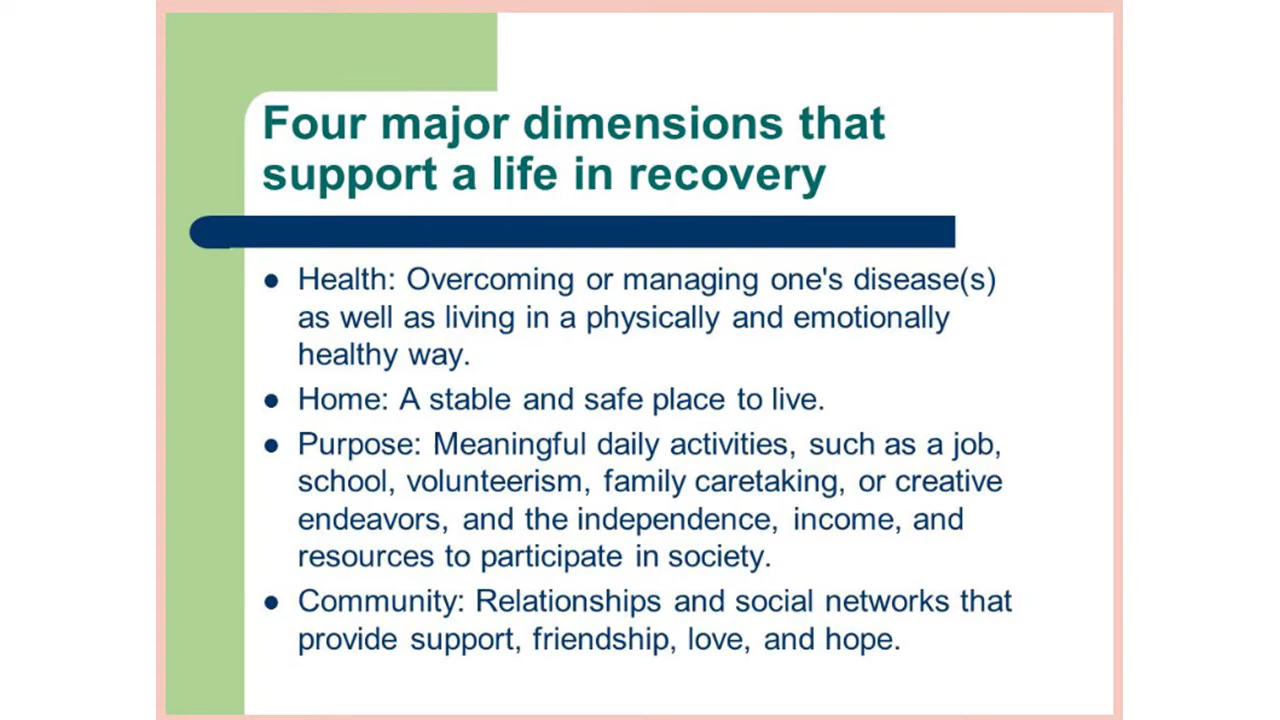 Four major dimensions that
support a life in recovery
● Health: Overcoming or managing one's disease(s)
as well as living in a physically and emotionally
healthy way.
● Home: A stable and safe place to live.
● Purpose: Meaningful daily activities, such as a job,
school, volunteerism, family caretaking, or creative
endeavors, and the independence, income, and
resources to participate in society.
● Community: Relationships and social networks that
provide support, friendship, love, and hope.